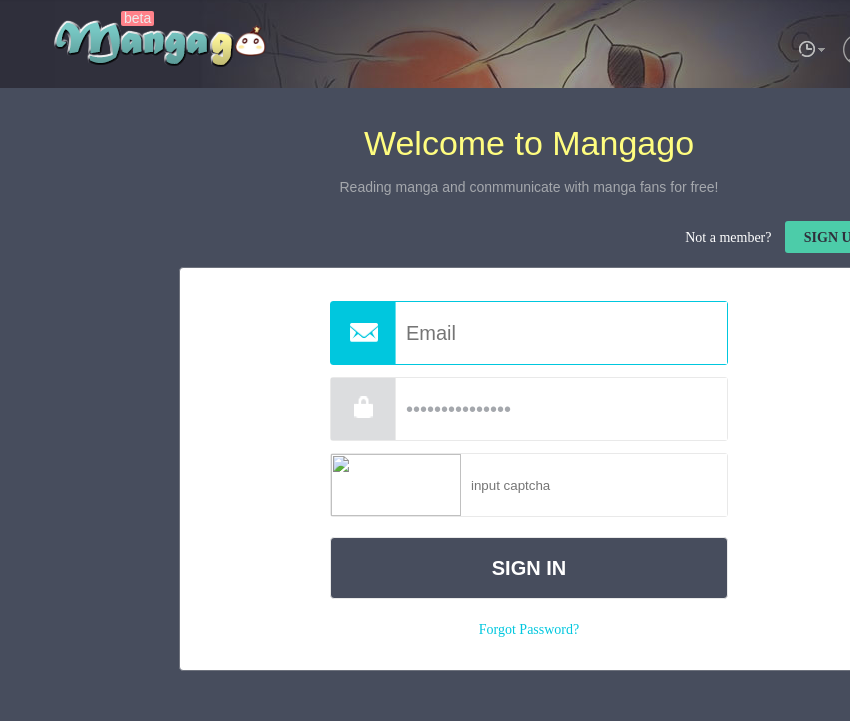 beta
Mangago
Welcome to Mangago
Reading manga and conmmunicate with manga fans for free!
Not a member?
SIGN U
Email
•••••••••••••••
input captcha
SIGN IN
Forgot Password?